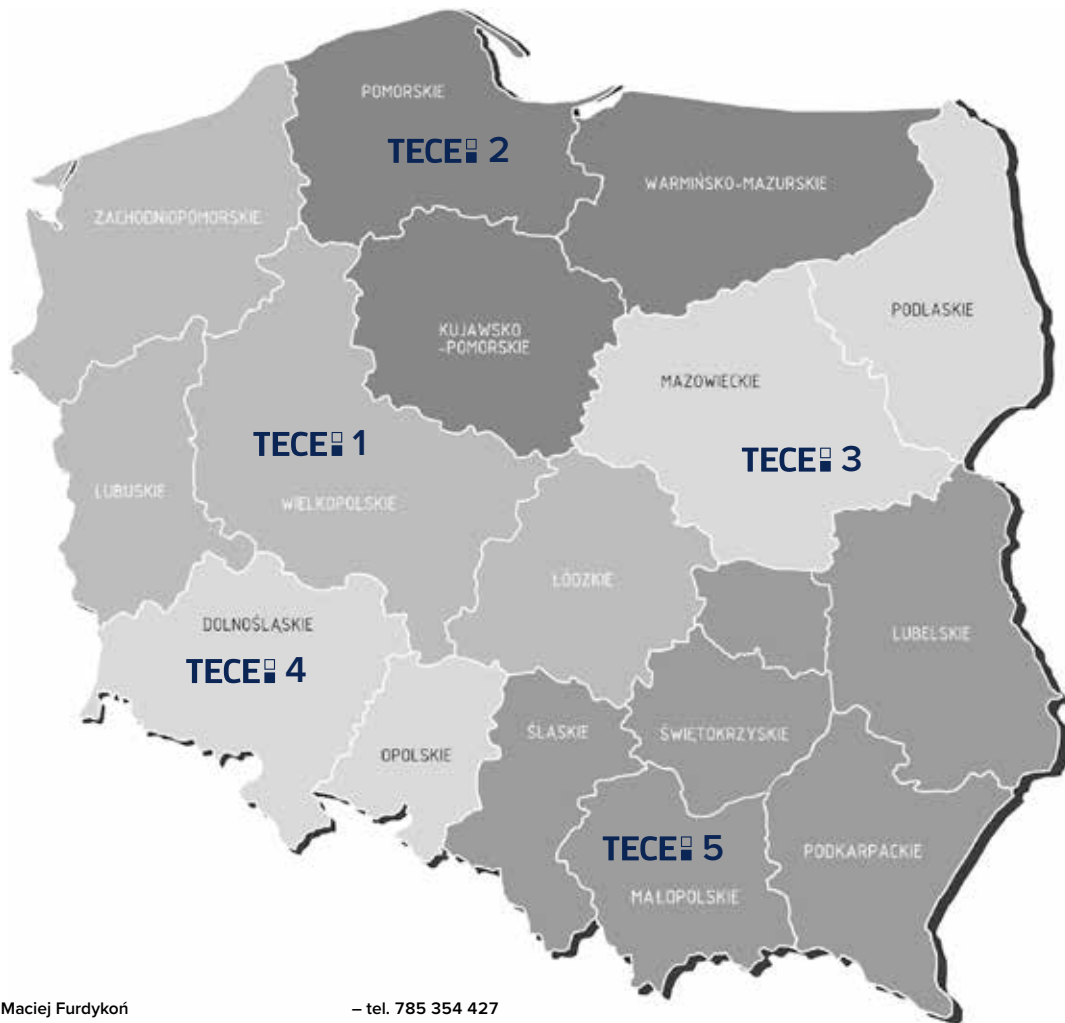 POMORSKIE
TECE 2
WARMIŃSKO-MAZURSKIE
ZACHODNIOPOMORSKIE
PODLASKIE
KUJAWSKO
-POMORSKIE
MAZOWIECKIE
TECE 1
TECE 3
LUBUSKIE
WIELKOPOLSKIE
ŁÓDZKIE
DOLNOŚLĄSKIE
LUBELSKIE
TECE 4
ŚLĄSKIE
ŚWIĘTOKRZYSKIE
OPOLSKIE
TECE 5
PODKARPACKIE
MAŁOPOLSKIE
Maciej Furdykoń – tel. 785 354 427